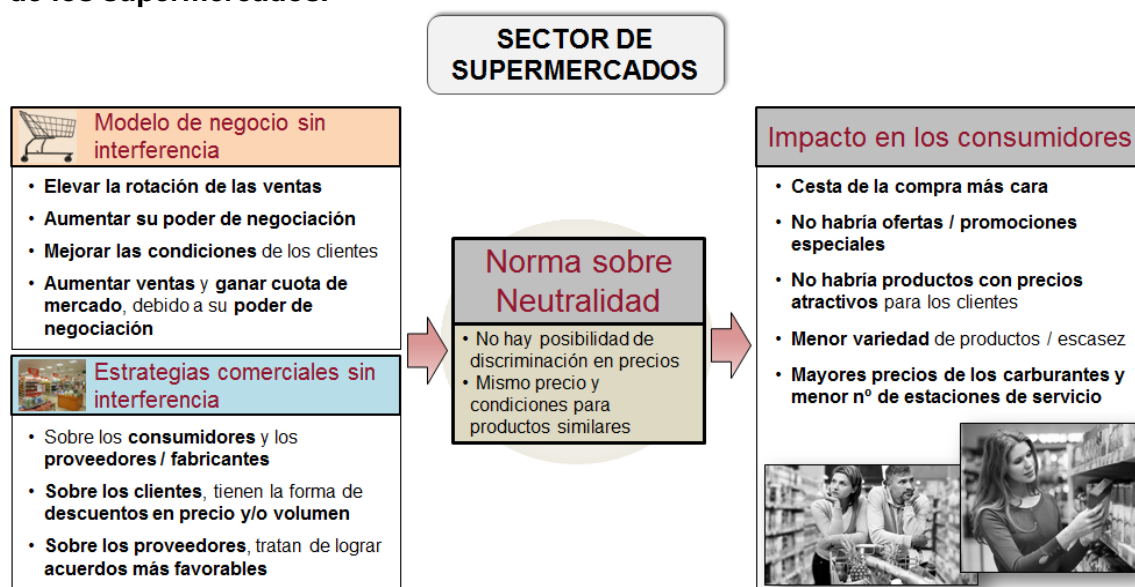 de los supermercados.
SECTOR DE
SUPERMERCADOS
Modelo de negocio sin
interferencia
• Elevar la rotación de las ventas
• Aumentar su poder de negociación
• Mejorar las condiciones de los clientes
• Aumentar ventas y ganar cuota de
mercado, debido a su poder de
negociación
Estrategias comerciales sin
interferencia
• Sobre los consumidores y los
proveedores / fabricantes
• Sobre los clientes, tienen la forma de
descuentos en precio y/o volumen
• Sobre los proveedores, tratan de lograr
acuerdos más favorables
Norma sobre
Neutralidad
• No hay posibilidad de
discriminación en precios
• Mismo precio y
condiciones para
productos similares
Impacto en los consumidores
• Cesta de la compra más cara
• No habría ofertas / promociones
especiales
• No habría productos con precios
atractivos para los clientes
• Menor variedad de productos / escasez
• Mayores precios de los carburantes y
menor nº de estaciones de servicio